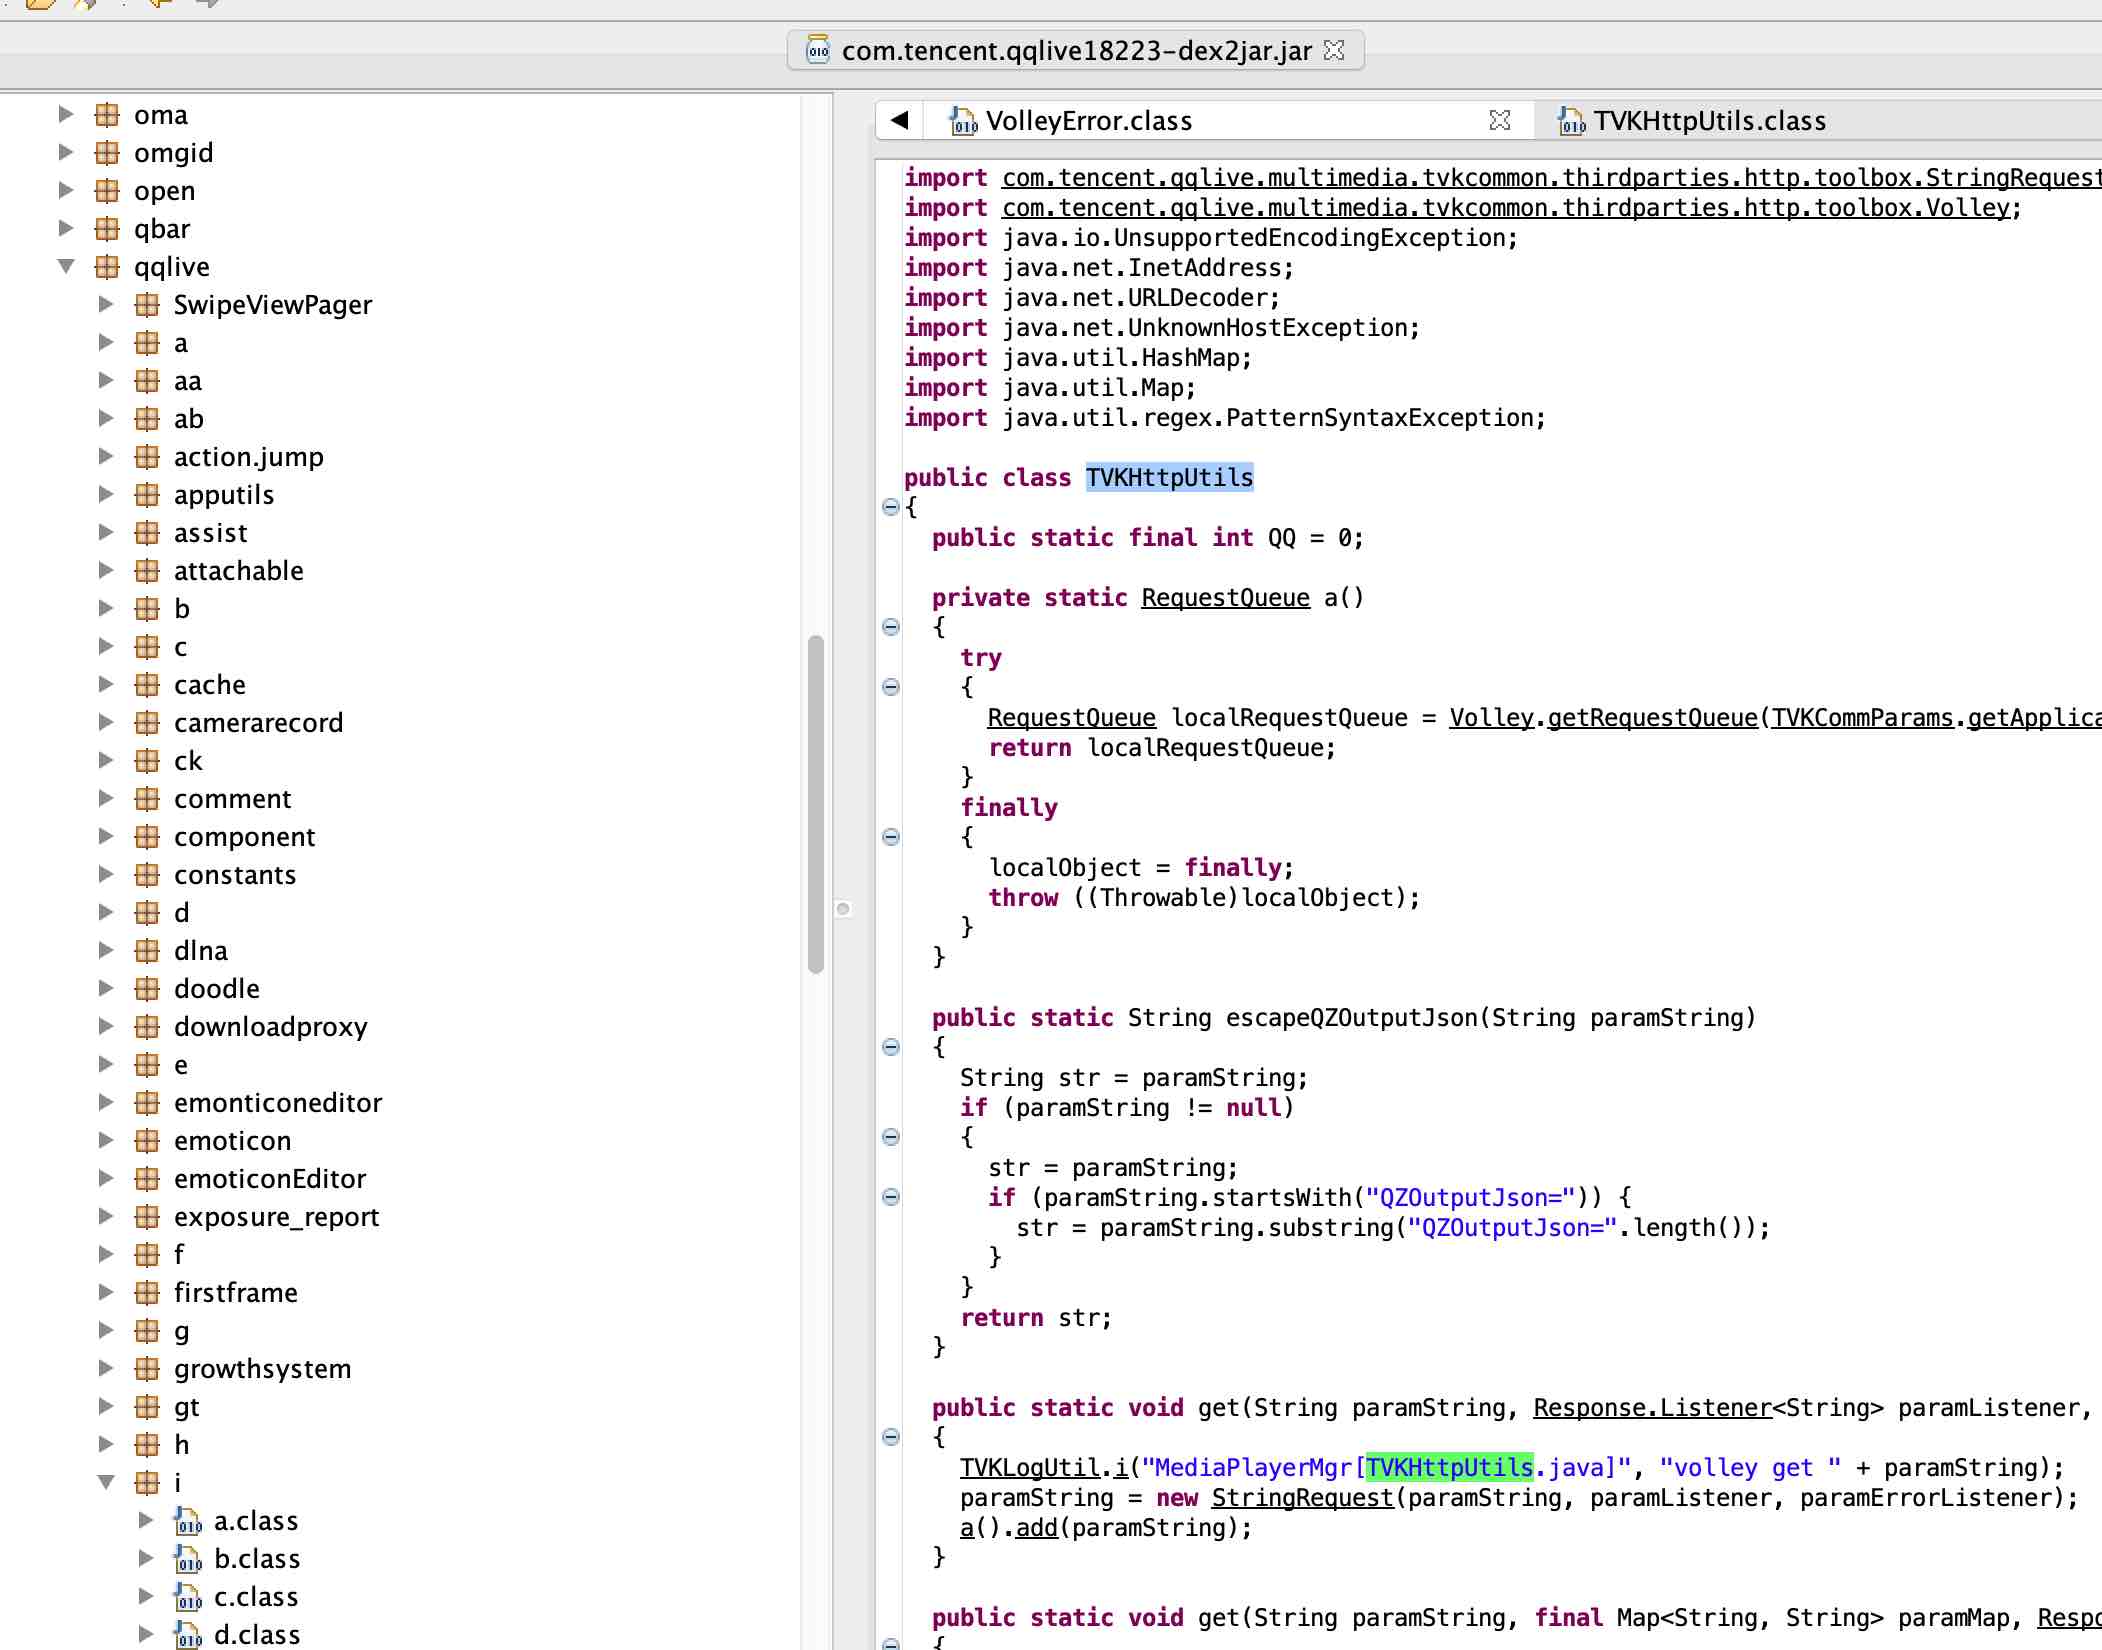 com.tencent.qqlive18223-dex2jar.jar
oma
omgid
open
qbar
qqlive
SwipeViewPager
a
aa
ab
action.jump
apputils
assist
attachable
b
c
cache
camerarecord
ck
comment
component
constants
d
dlna
doodle
downloadproxy
e
emonticoneditor
emoticon
emoticonEditor
exposure_report
f
firstframe
g
growthsystem
gt
h
i
a.class
b.class
c.class
d.class
VolleyError.class
TVKHttpUtils.class
import com.tencent.qqlive.multimedia.tvkcommon.thirdparties.http.toolbox.StringRequest
import com.tencent.qqlive.multimedia.tvkcommon.thirdparties.http.toolbox.Volley;
import java.io.UnsupportedEncodingException;
import java.net.InetAddress;
import java.net.URLDecoder;
import java.net.UnknownHostException;
import java.util.HashMap;
import java.util.Map;
import java.util.regex.PatternSyntaxException;
public class TVKHttpUtils
{
public static final int QQ = 0;
private static RequestQueue a()
{
try
{
RequestQueue localRequestQueue = Volley.getRequestQueue(TVKCommParams.getApplica
return localRequestQueue;
}
finally
{
localObject = finally;
throw ((Throwable)localObject);
}
}
public static String escapeQZOutputJson(String paramString)
{
String str = paramString;
if (paramString != null)
{
str = paramString;
if (paramString.startsWith("QZOutputJson=")) {
str = paramString.substring("QZOutputJson=".length());
}
}
return str;
}
public static void get(String paramString, Response.Listener<String> paramListener,
{
TVKLogUtil.i("MediaPlayerMgr[TVKHttpUtils.java]", "volley get " + paramString);
paramString = new StringRequest(paramString, paramListener, paramErrorListener);
a().add(paramString);
}
public static void get(String paramString, final Map<String, String> paramMap, Respo
{